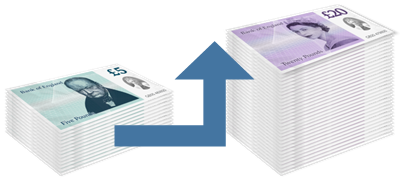 Bank of England
£5
Five Pounds
Bank of England
£20
Twenty Pounds